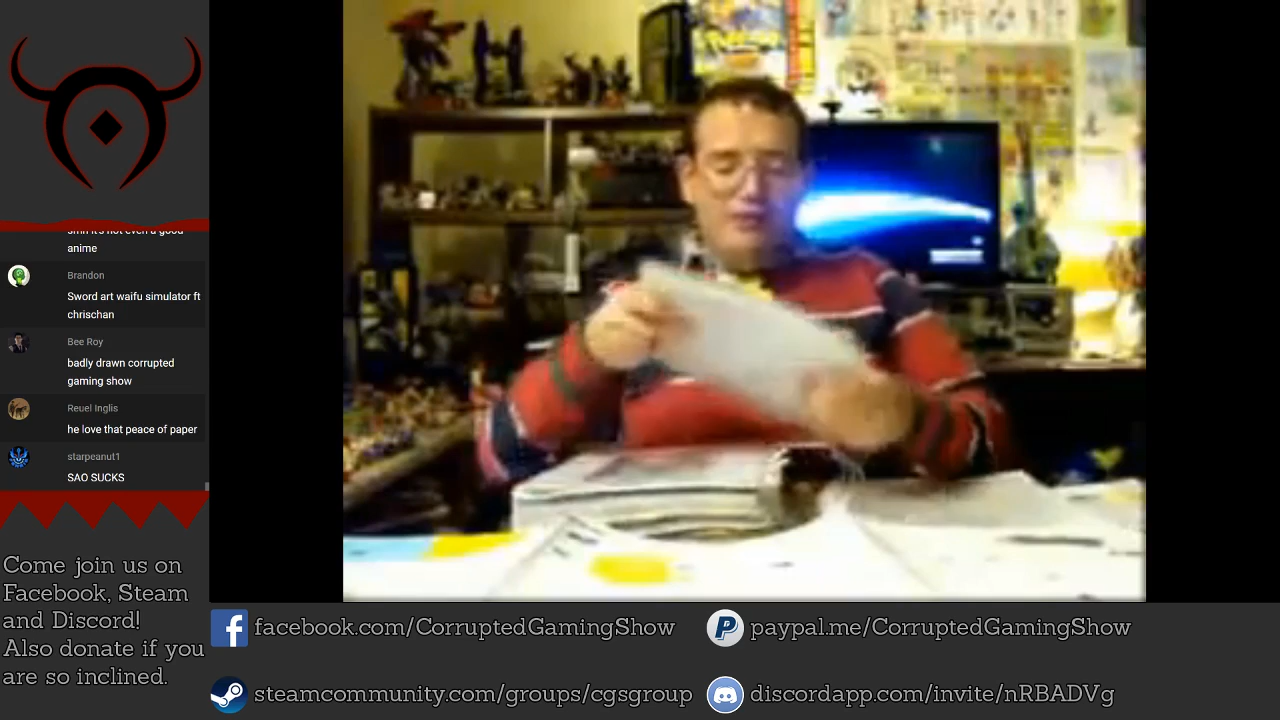 anime
Brandon
Sword art waifu simulator ft
chrischan
Bee Roy
badly drawn corrupted
gaming show
Reuel Inglis
he love that peace of paper
starpeanut1
SAO SUCKS
Come join us on
Facebook, Steam
and Discord!
Also donate if you
are so inclined.
facebook.com/CorruptedGamingShow
paypal.me/CorruptedGamingShow
steamcommunity.com/groups/cgsgroup
discordapp.com/invite/nRBADVg